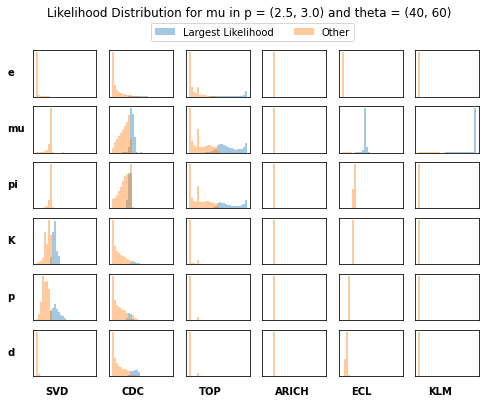 Likelihood Distribution for mu in p = (2.5, 3.0) and theta = (40, 60)
Largest Likelihood Other
e
mu
pi
K
p
d
SVD CDC TOP ARICH ECL KLM